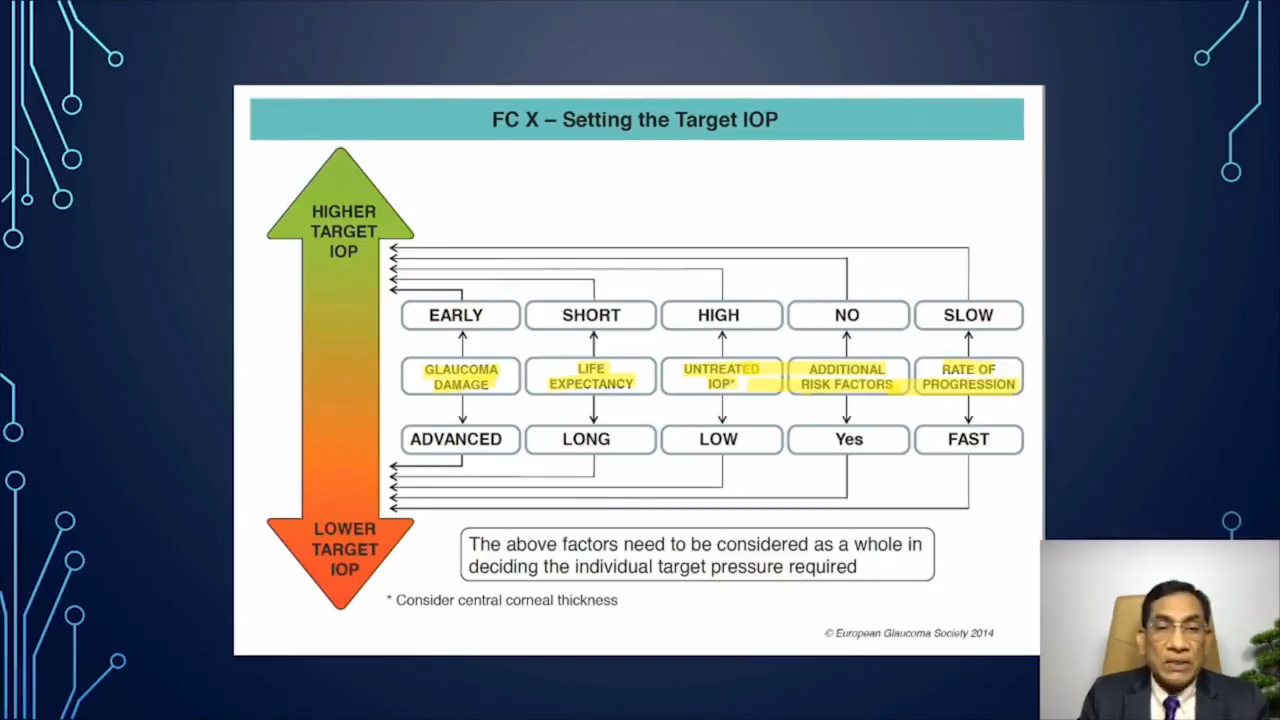 FC X – Setting the Target IOP
HIGHER
TARGET
IOP
EARLY
SHORT
HIGH
NO
SLOW
GLAUCOMA
DAMAGE
LIFE
EXPECTANCY
UNTREATED
IOP*
ADDITIONAL
RISK FACTORS
RATE OF
PROGRESSION
ADVANCED
LONG
LOW
Yes
FAST
LOWER
TARGET
IOP
The above factors need to be considered as a whole in
deciding the individual target pressure required
* Consider central corneal thickness
© European Glaucoma Society 2014